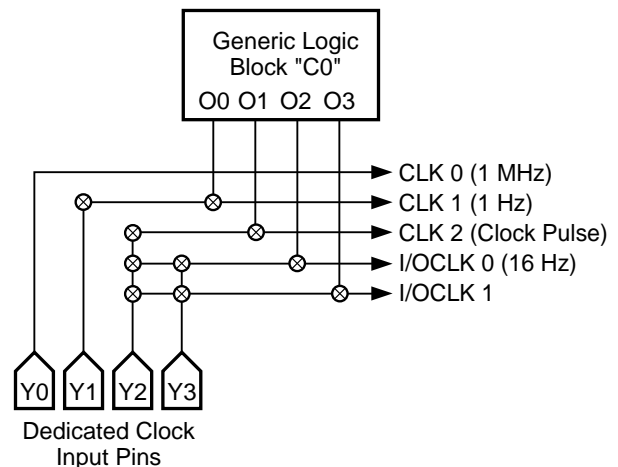 Generic Logic
Block "C0"
O0 O1 O2 O3
CLK 0 (1 MHz)
CLK 1 (1 Hz)
CLK 2 (Clock Pulse)
I/OCLK 0 (16 Hz)
I/OCLK 1
Y0 Y1 Y2 Y3
Dedicated Clock
Input Pins